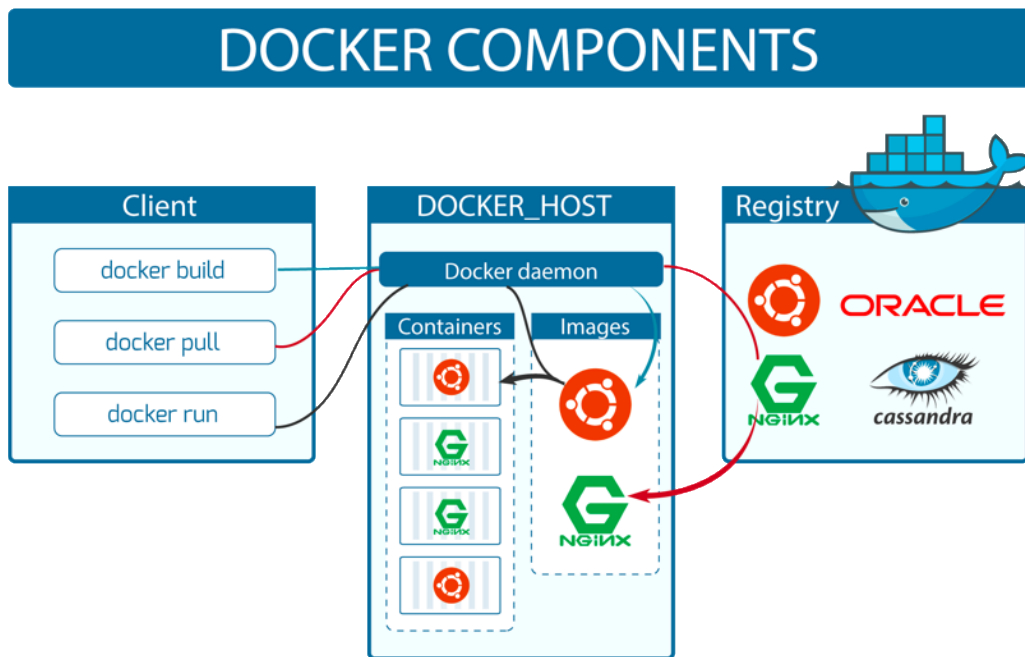 DOCKER COMPONENTS
Client
docker build
docker pull
docker run
DOCKER_HOST
Docker daemon
Containers
NGiNX
NGiNX
Images
NGiNX
Registry
ORACLE
NGiNX
cassandra